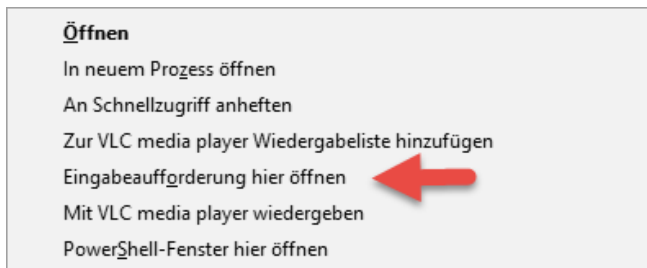 Öffnen
In neuem Prozess öffnen
An Schnellzugriff anheften
Zur VLC media player Wiedergabeliste hinzufügen
Eingabeaufforderung hier öffnen
Mit VLC media player wiedergeben
PowerShell-Fenster hier öffnen